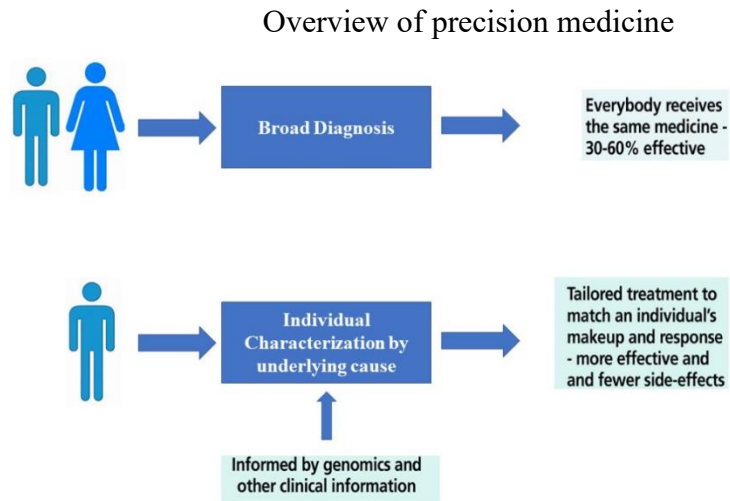 Overview of precision medicine
Broad Diagnosis
Everybody receives
the same medicine -
30-60% effective
Individual
Characterization by
underlying cause
Tailored treatment to
match an individual's
makeup and response
- more effective and
and fewer side-effects
Informed by genomics and
other clinical information